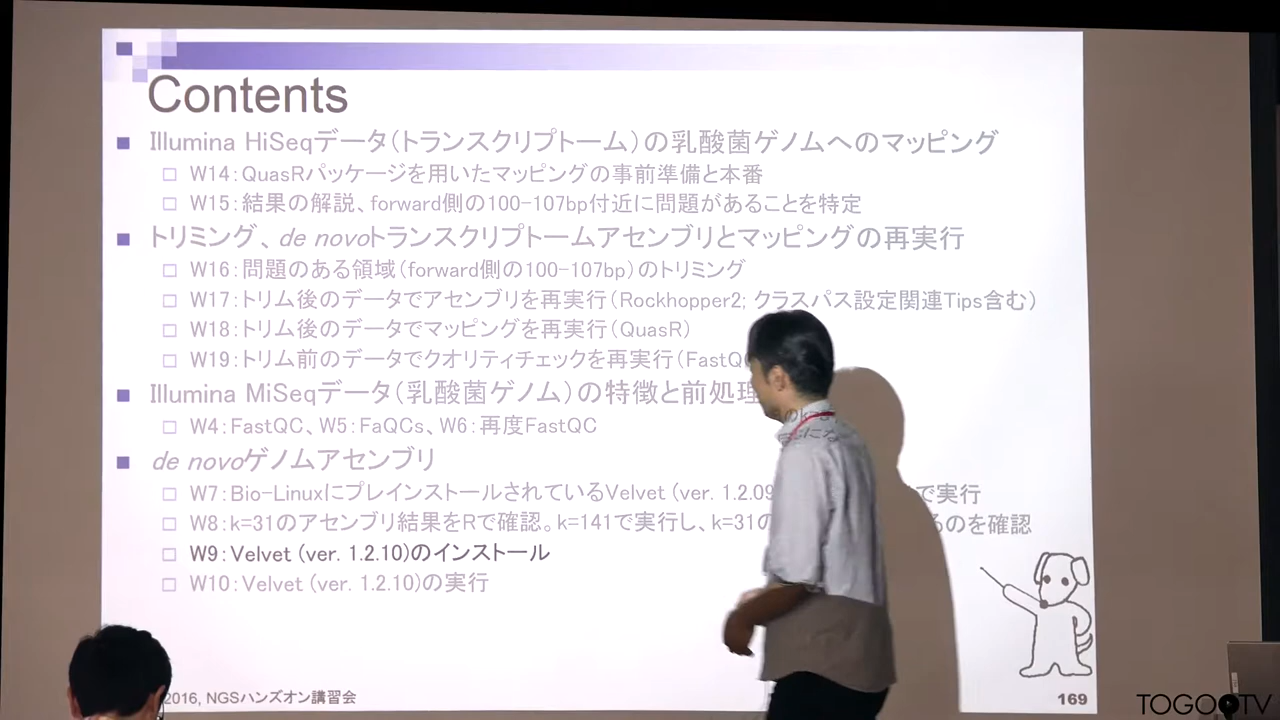 Contents
Illumina HiSeqデータ(トランスクリプトーム)の乳酸菌ゲノムへのマッピング
W14:QuasRパッケージを用いたマッピングの事前準備と本番
W15:結果の解説、forward側の100-107bp付近に問題があることを特定
トリミング、de novoトランスクリプトームアセンブリとマッピングの再実行
W16:問題のある領域(forward側の100-107bp)のトリミング
W17:トリム後のデータでアセンブリを再実行(Rockhopper2; クラスパス設定関連Tips含む)
W18:トリム後のデータでマッピングを再実行(QuasR)
W19:トリム前のデータでクオリティチェックを再実行(FastQC
Illumina MiSeqデータ(乳酸菌ゲノム)の特徴と前処理
W4:FastQC、W5:FaQCs、W6:再度FastQC
de novoゲノムアセンブリ
W7:Bio-LinuxにプレインストールされているVelvet (ver. 1.2.09 で実行
W8:k=31のアセンブリ結果をRで確認。k=141で実行し、k=31の るのを確認
W9:Velvet (ver. 1.2.10)のインストール
W10:Velvet (ver. 1.2.10)の実行
2016, NGSハンズオン講習会
169
TOGOTV